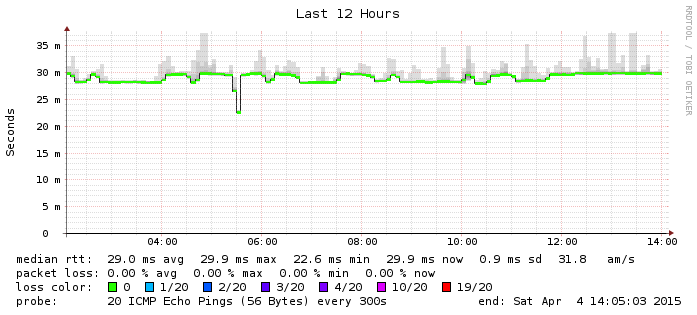 Last 12 Hours
RRDTOOL / TOBI OETIKER
Seconds
35 m
30 m
25 m
20 m
15 m
10 m
5 m
0
04:00 06:00 08:00 10:00 12:00 14:00
median rtt: 29.0 ms avg 29.9 ms max 22.6 ms min 29.9 ms now 0.9 ms sd 31.8 am/s
packet loss: 0.00 % avg 0.00 % max 0.00 % min 0.00 % now
loss color: 0 1/20 2/20 3/20 4/20 10/20 19/20
probe: 20 ICMP Echo Pings (56 Bytes) every 300s end: Sat Apr 4 14:05:03 2015